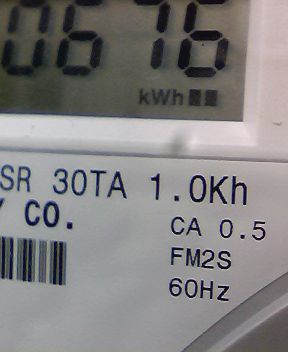 0676
kWh
SR 30TA 1.0Kh
Y CO.
CA 0.5
FM2S
60Hz